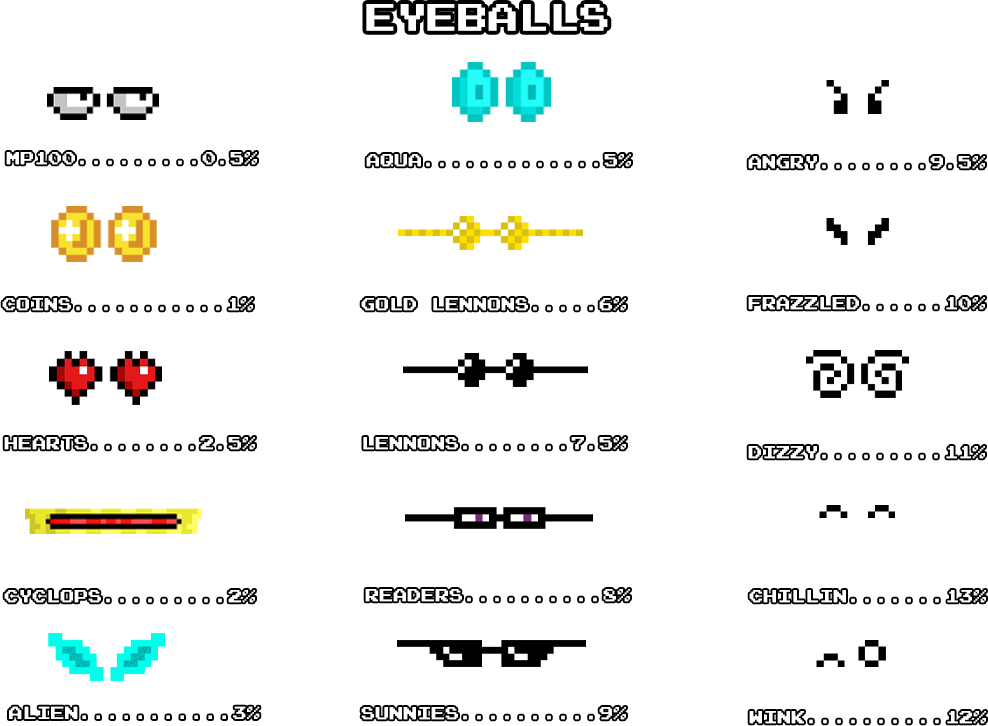 EYEBALLS
MP100.........0.5%
AQUA.............5%
ANGRY........9.5%
COINS...........1%
GOLD LENNONS.....6%
FRAZZLED......10%
HEARTS........2.5%
LENNONS........7.5%
DIZZY.........11%
CYCLOPS.........2%
READERS..........8%
CHILLIN.......13%
ALIEN...........3%
SUNNIES..........9%
WINK..........12%